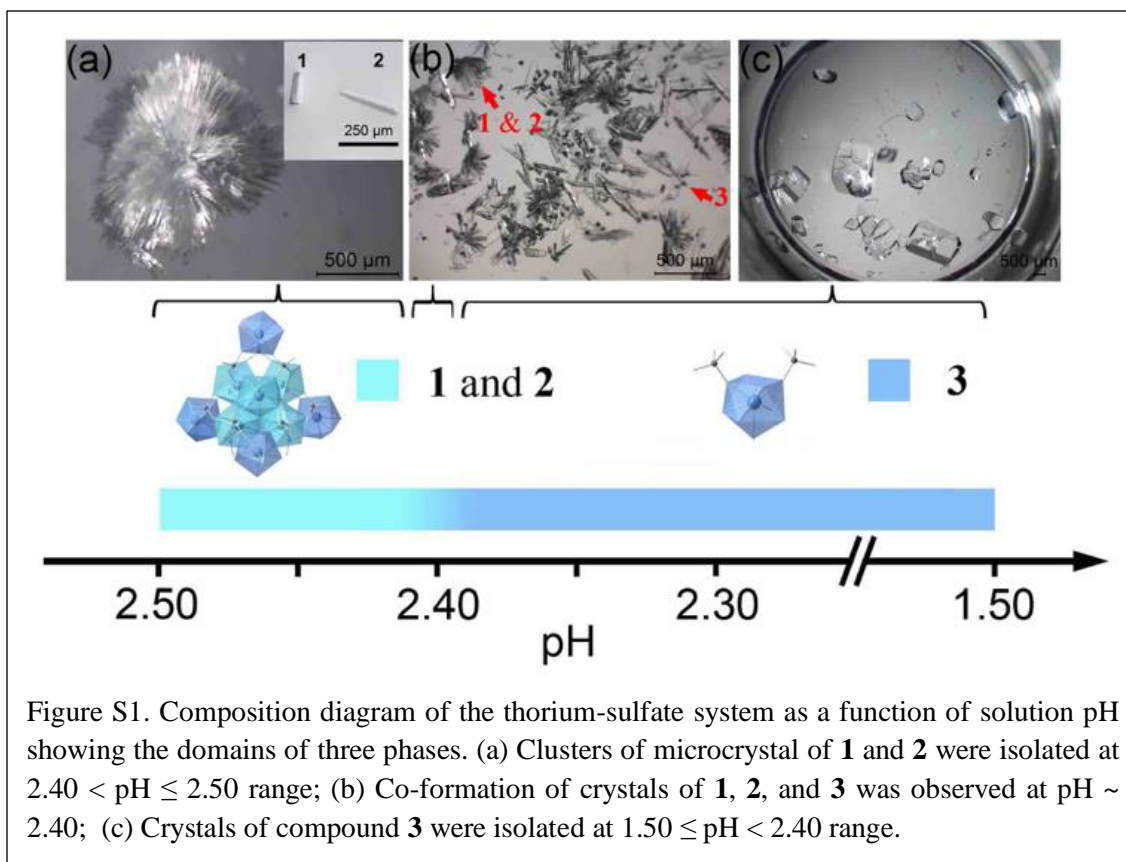 (a)
1
2
250 µm
500 µm
(b)
1 & 2
3
500 µm
(c)
500 µm
1 and 2
3
2.50
2.40
2.30
1.50
pH
Figure S1. Composition diagram of the thorium-sulfate system as a function of solution pH
showing the domains of three phases. (a) Clusters of microcrystal of 1 and 2 were isolated at
2.40 < pH ≤ 2.50 range; (b) Co-formation of crystals of 1, 2, and 3 was observed at pH ~
2.40; (c) Crystals of compound 3 were isolated at 1.50 ≤ pH < 2.40 range.